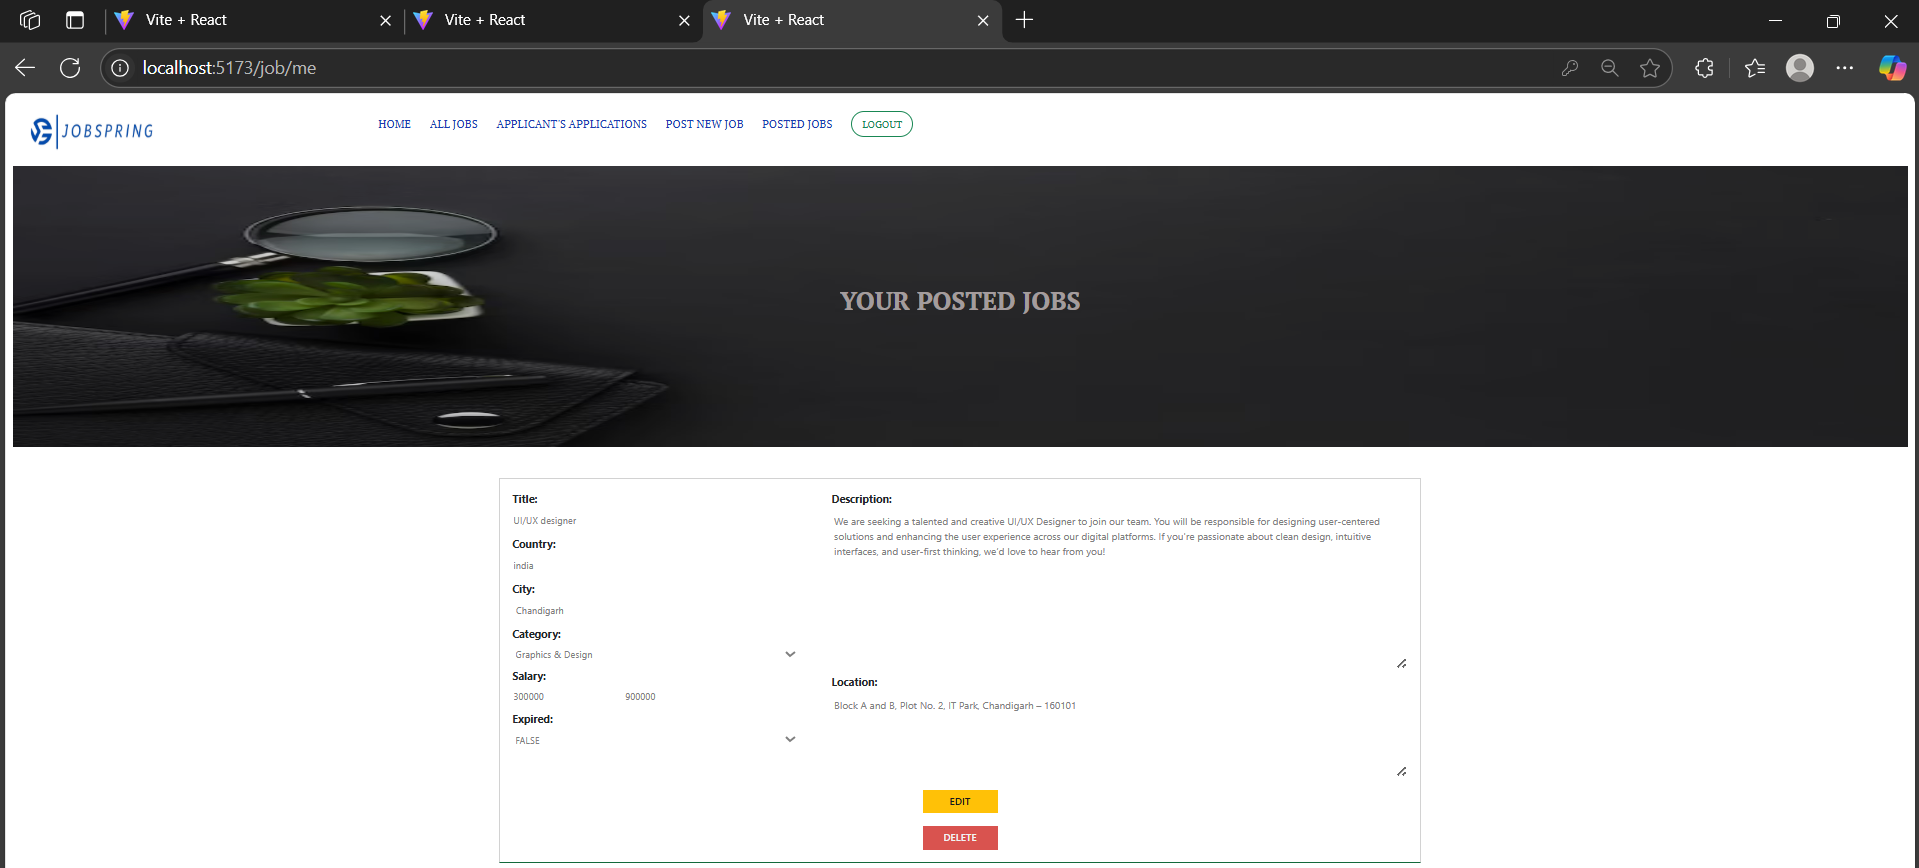 Vite + React
Vite + React
Vite + React
localhost:5173/job/me
JOBSPRING
HOME
ALL JOBS
APPLICANT'S APPLICATIONS
POST NEW JOB
POSTED JOBS
LOGOUT
YOUR POSTED JOBS
Title:
UI/UX designer
Country:
india
City:
Chandigarh
Category:
Graphics & Design
Salary:
300000 900000
Expired:
FALSE
Description:
We are seeking a talented and creative UI/UX Designer to join our team. You will be responsible for designing user-centered
solutions and enhancing the user experience across our digital platforms. If you're passionate about clean design, intuitive
interfaces, and user-first thinking, we'd love to hear from you!
Location:
Block A and B, Plot No. 2, IT Park, Chandigarh – 160101
EDIT
DELETE